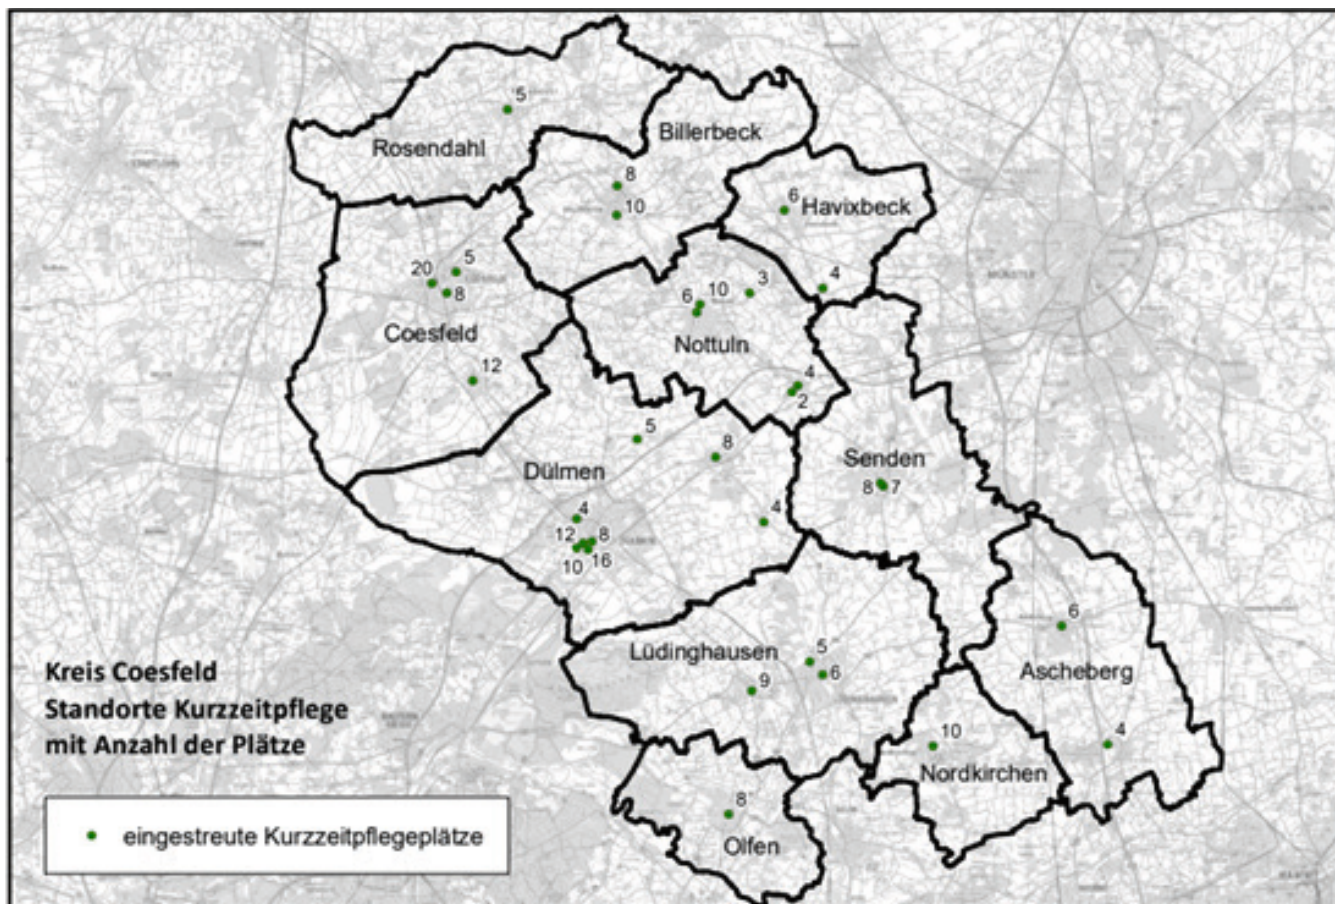 5
Rosendahl
Billerbeck
8
10
6
Havixbeck
5
20
8
Coesfeld
12
3
4
10
6
Nottuln
4
2
MÜNSTER
5
8
Dülmen
4
4
12
8
10
16
Senden
8
7
Lüdinghausen
5
6
9
6
Ascheberg
4
10
Nordkirchen
8
Olfen
Kreis Coesfeld
Standorte Kurzzeitpflege
mit Anzahl der Plätze
eingestreute Kurzzeitpflegeplätze